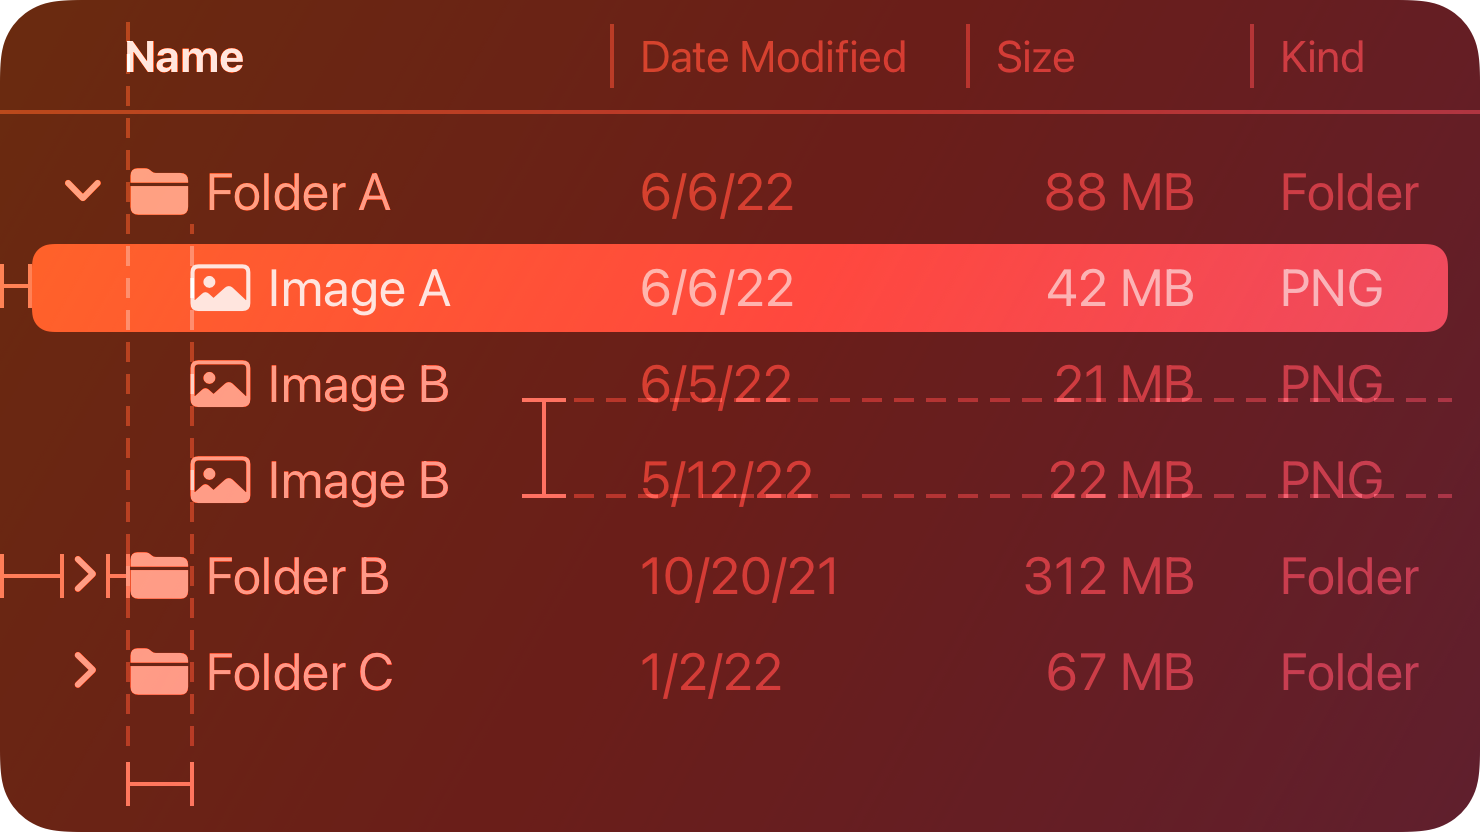 Name Date Modified Size Kind
Folder A 6/6/22 88 MB Folder
Image A 6/6/22 42 MB PNG
Image B 6/5/22 21 MB PNG
Image B 5/12/22 22 MB PNG
Folder B 10/20/21 312 MB Folder
Folder C 1/2/22 67 MB Folder